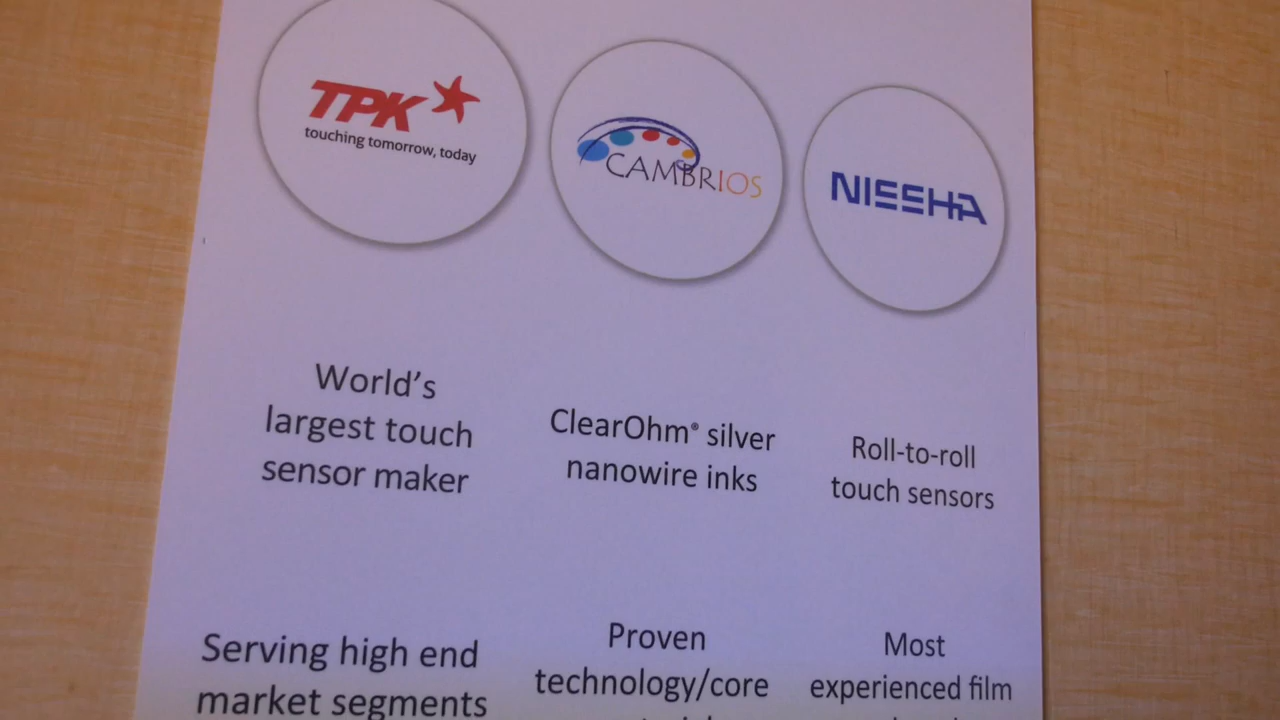 TPK
touching tomorrow, today
CAMBRIOS
NISSHA
World's
largest touch
sensor maker
ClearOhm® silver
nanowire inks
Roll-to-roll
touch sensors
Serving high end
market segments
Proven
technology/core
Most
experienced film